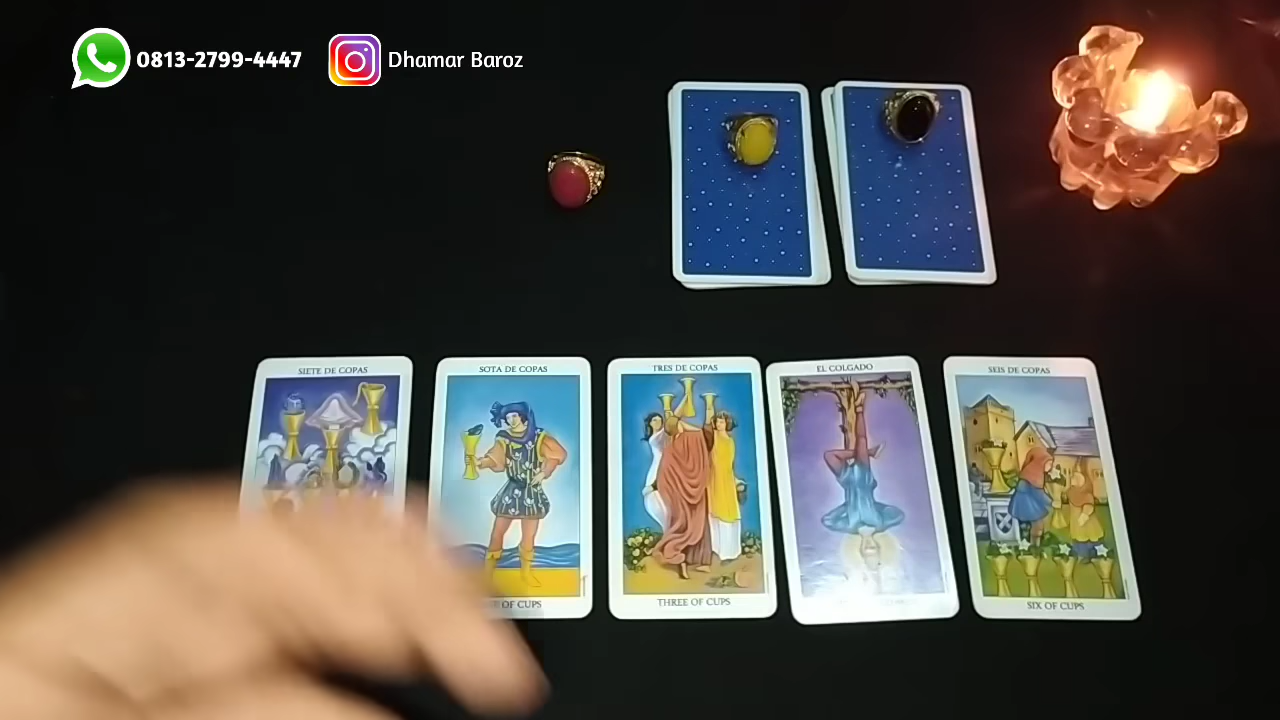 0813-2799-4447
Dhamar Baroz
SIETE DE COPAS
SOTA DE COPAS
TRES DE COPAS
EL COLGADO
SEIS DE COPAS
OF CUPS
THREE OF CUPS
SIX OF CUPS